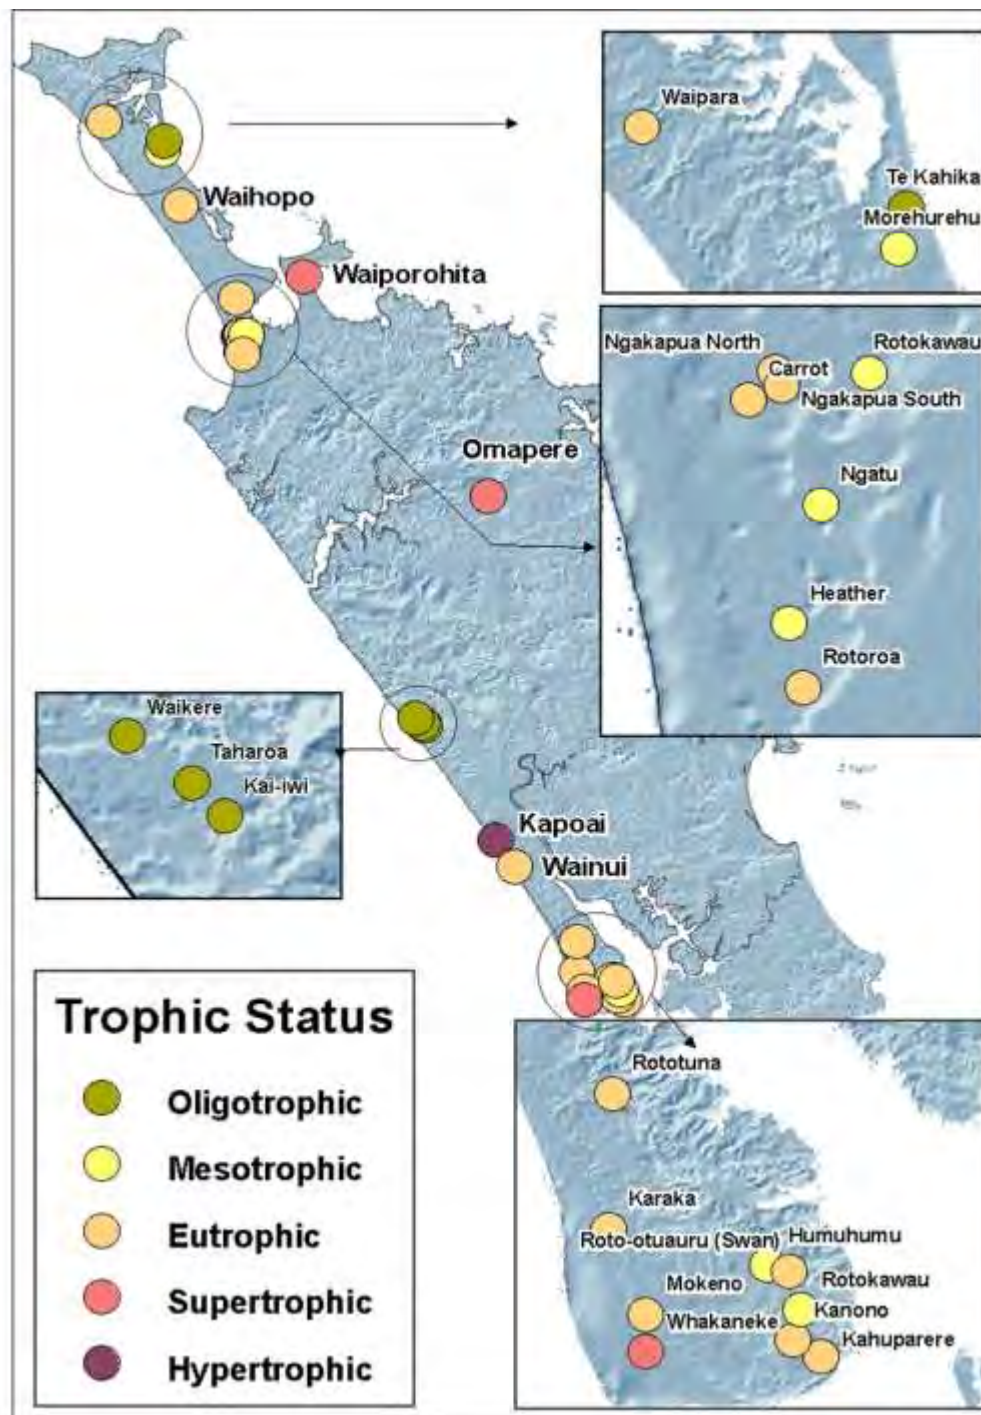 Waipara
Te Kahika
Morehurehu
Waihopo
Waiporohita
Ngakapua North
Rotokawau
Carrot
Ngakapua South
Omapere
Ngatu
Heather
Rotoroa
Waikere
Taharoa
Kai-iwi
Kapoai
Wainui
Trophic Status
Oligotrophic
Mesotrophic
Eutrophic
Supertrophic
Hypertrophic
Rototuna
Karaka
Roto-otuauru (Swan)
Humuhumu
Mokeno
Rotokawau
Whakaneke
Kanono
Kahuparere